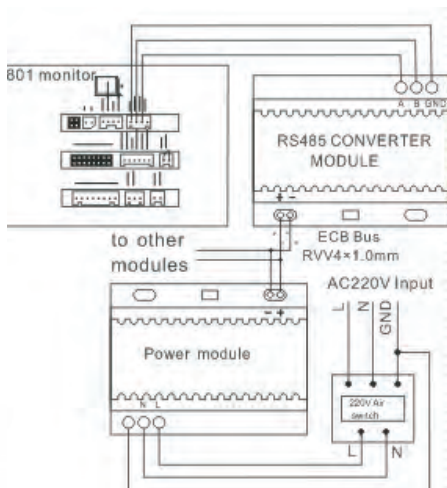 801 monitor
A B GND
RS485 CONVERTER
MODULE
+ -
to other
modules
ECB Bus
RVV4×1.0mm
AC220V Input
L
N
GND
- +
Power module
N L
220V Air
switch
L
N